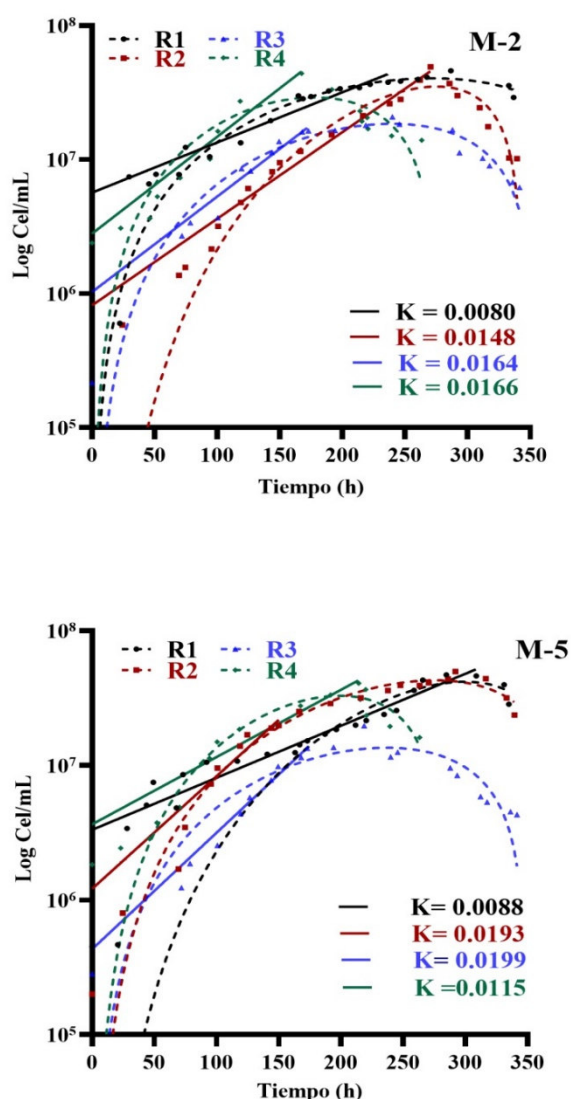 R1 R3 M-2
R2 R4
10⁸
10⁷
10⁶
10⁵
Log Cel/mL
K = 0.0080
K = 0.0148
K = 0.0164
K = 0.0166
0 50 100 150 200 250 300 350
Tiempo (h)
R1 R3 M-5
R2 R4
10⁸
10⁷
10⁶
10⁵
Log Cel/mL
K= 0.0088
K= 0.0193
K= 0.0199
K =0.0115
0 50 100 150 200 250 300 350
Tiempo (h)